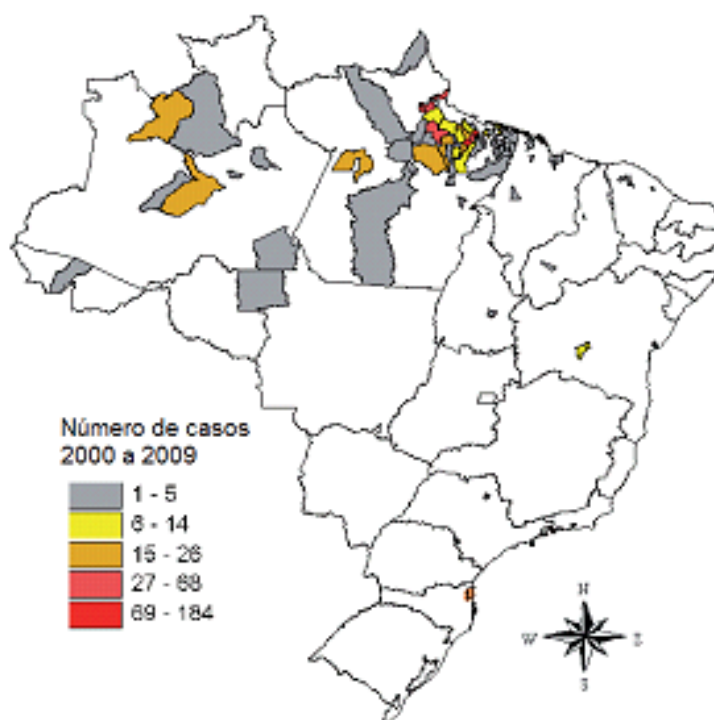 Número de casos
2000 a 2009
1 - 5
6 - 14
15 - 26
27 - 68
69 - 184
N
W
L
S